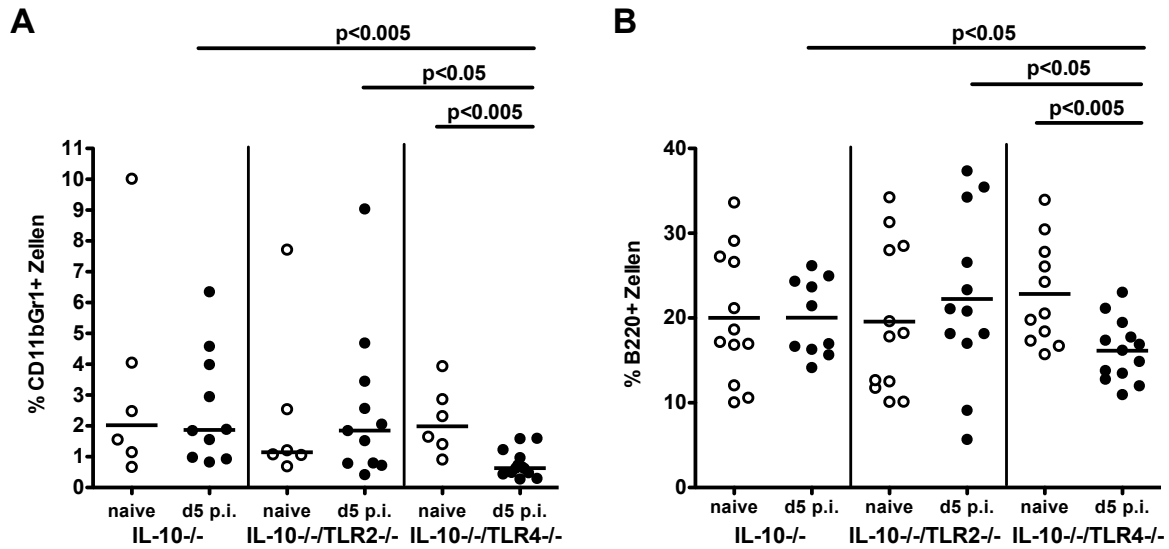 A
p<0.005
p<0.05
p<0.005
% CD11bGr1+ Zellen
11
10
9
8
7
6
5
4
3
2
1
0
naive d5 p.i. naive d5 p.i. naive d5 p.i.
IL-10-/- IL-10-/-/TLR2-/- IL-10-/-/TLR4-/-
B
p<0.05
p<0.05
p<0.005
% B220+ Zellen
40
30
20
10
0
naive d5 p.i. naive d5 p.i. naive d5 p.i.
IL-10-/- IL-10-/-/TLR2-/- IL-10-/-/TLR4-/-